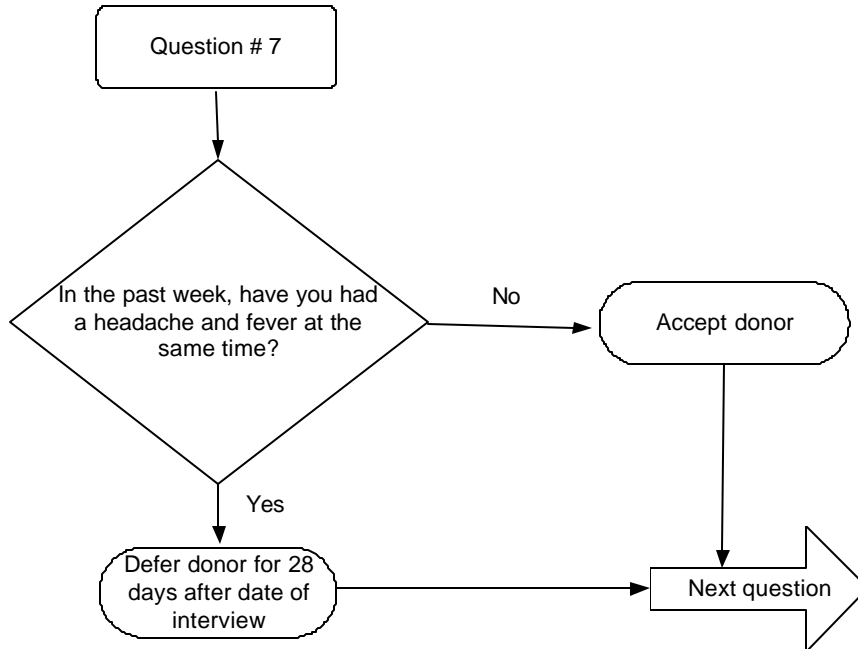 Question # 7
In the past week, have you had
a headache and fever at the
same time?
No
Accept donor
Yes
Defer donor for 28
days after date of
interview
Next question